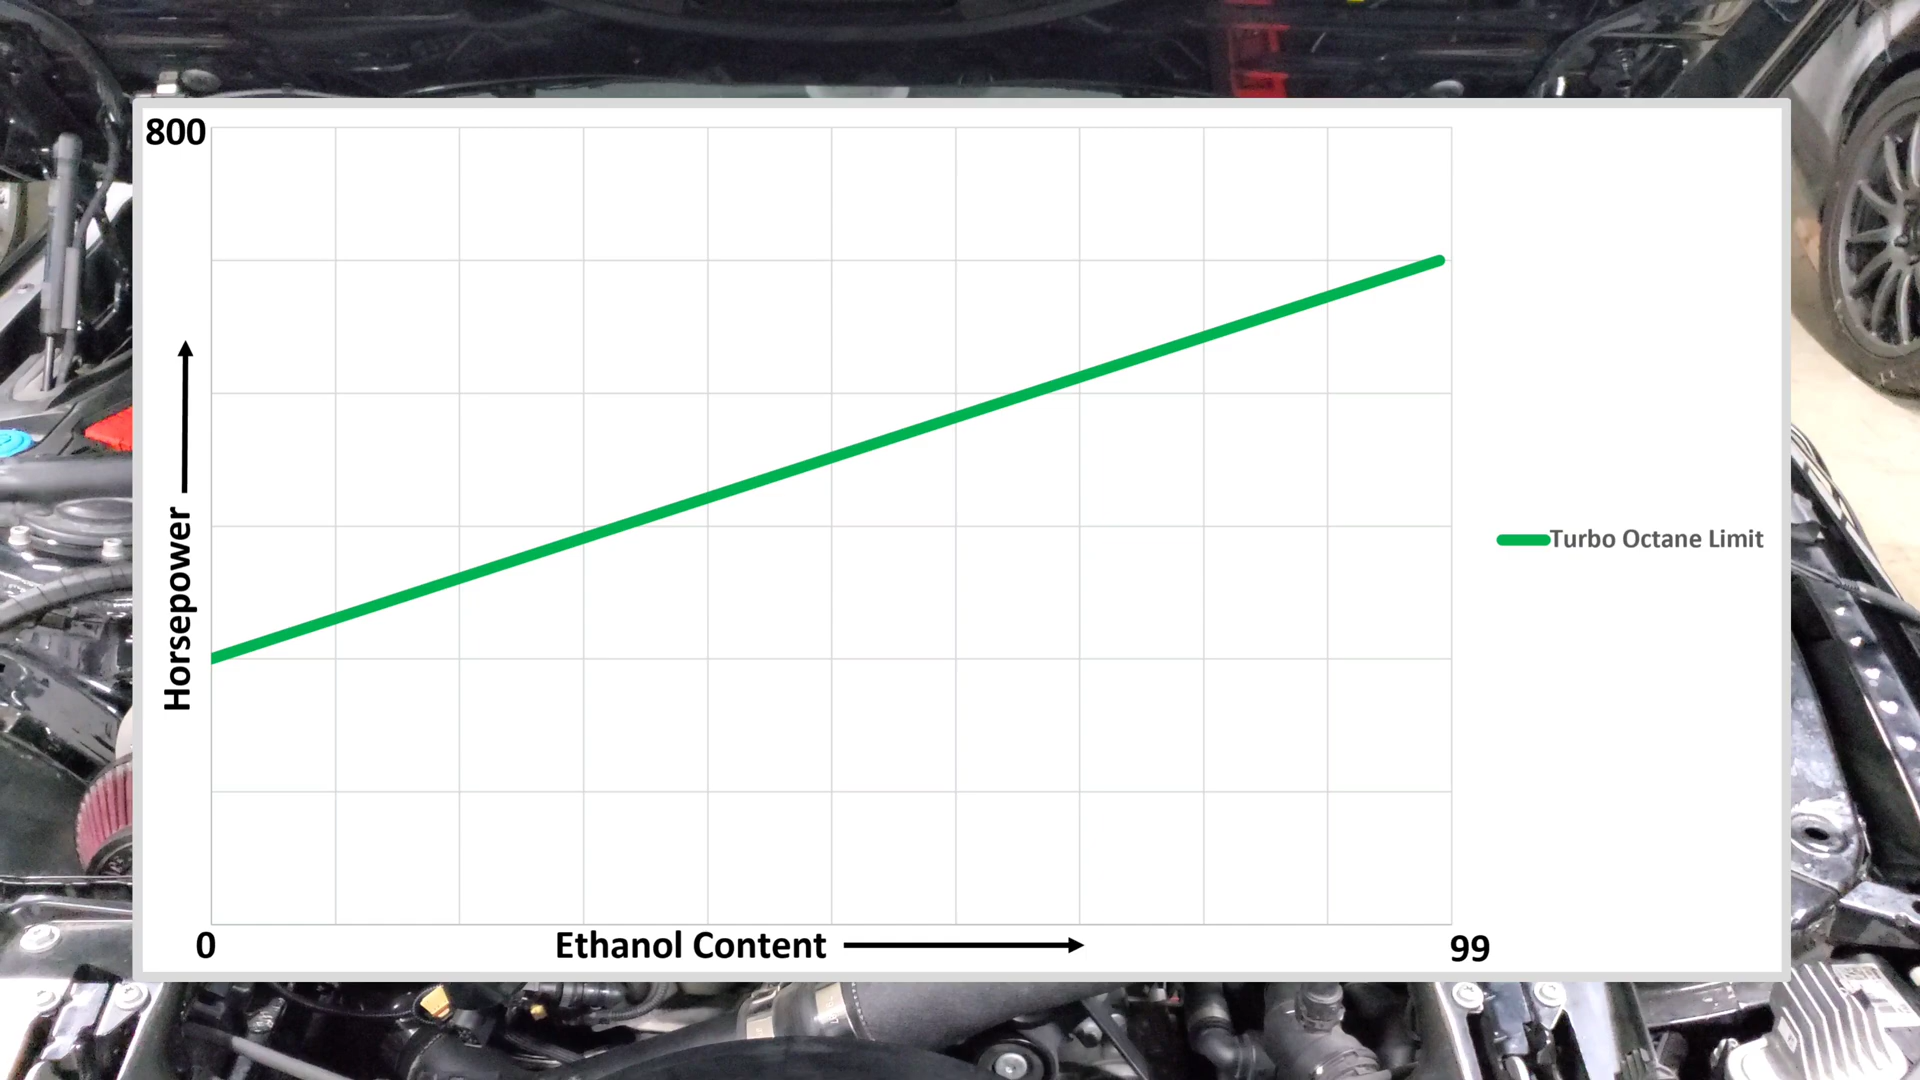 800
Horsepower
Turbo Octane Limit
0
Ethanol Content
99